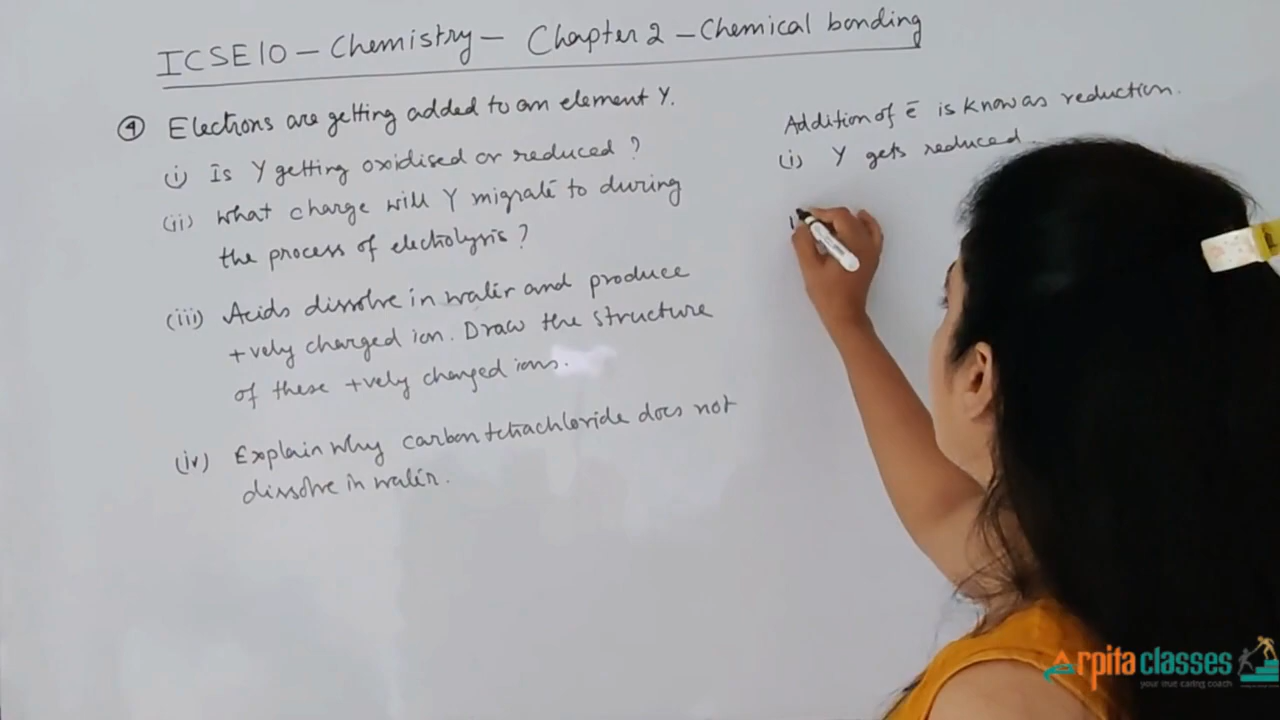 ICSE 10 – Chemistry – Chapter 2 – Chemical bonding
④ Electrons are getting added to an element Y.
(i) Is Y getting oxidised or reduced ?
(ii) What charge will Y migrate to during
the process of electrolysis ?
(iii) Acids dissolve in water and produce
+vely charged ion. Draw the structure
of these +vely charged ions.
(iv) Explain why carbon tetrachloride does not
dissolve in water.
Addition of ē is known as reduction.
(i) Y gets reduced
Arpita classes
your true caring coach